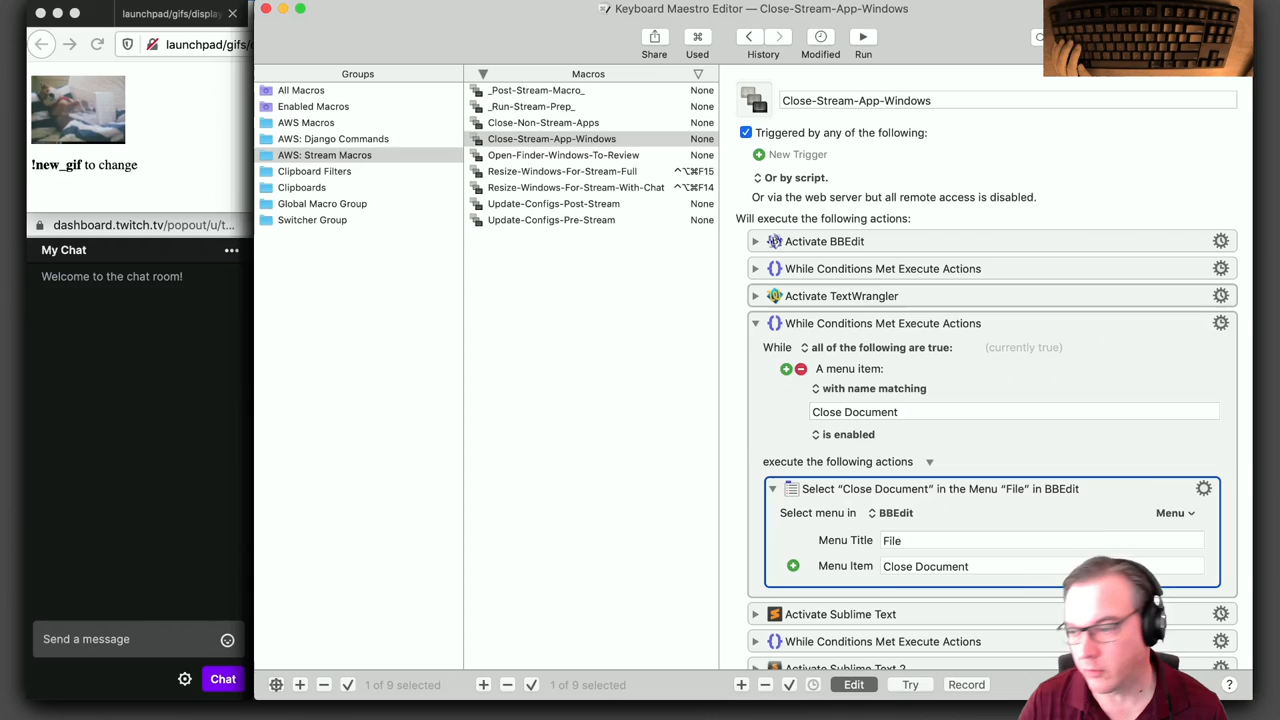 launchpad/gifs/display
launchpad/gifs/d
!new_gif to change
dashboard.twitch.tv/popout/u/t...
My Chat
Welcome to the chat room!
Send a message
Chat
Keyboard Maestro Editor — Close-Stream-App-Windows
Share
Used
History
Modified
Run
Groups
All Macros
Enabled Macros
AWS Macros
AWS: Django Commands
AWS: Stream Macros
Clipboard Filters
Clipboards
Global Macro Group
Switcher Group
1 of 9 selected
Macros
_Post-Stream-Macro_ None
_Run-Stream-Prep_ None
Close-Non-Stream-Apps None
Close-Stream-App-Windows None
Open-Finder-Windows-To-Review None
Resize-Windows-For-Stream-Full ^⌥⌘F15
Resize-Windows-For-Stream-With-Chat ^⌥⌘F14
Update-Configs-Post-Stream None
Update-Configs-Pre-Stream None
1 of 9 selected
Close-Stream-App-Windows
Triggered by any of the following:
New Trigger
Or by script.
Or via the web server but all remote access is disabled.
Will execute the following actions:
Activate BBEdit
While Conditions Met Execute Actions
Activate TextWrangler
While Conditions Met Execute Actions
While all of the following are true: (currently true)
A menu item:
with name matching
Close Document
is enabled
execute the following actions
Select “Close Document” in the Menu “File” in BBEdit
Select menu in BBEdit Menu
Menu Title File
Menu Item Close Document
Activate Sublime Text
While Conditions Met Execute Actions
Activate Sublime Text 2
Edit
Try
Record
?